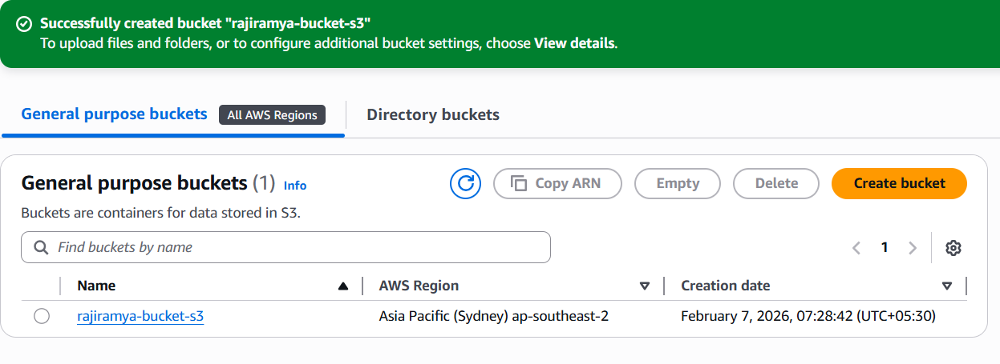 Successfully created bucket "rajiramya-bucket-s3"
To upload files and folders, or to configure additional bucket settings, choose View details.
General purpose buckets All AWS Regions Directory buckets
General purpose buckets (1) Info Copy ARN Empty Delete Create bucket
Buckets are containers for data stored in S3.
Find buckets by name 1
Name AWS Region Creation date
rajiramya-bucket-s3 Asia Pacific (Sydney) ap-southeast-2 February 7, 2026, 07:28:42 (UTC+05:30)